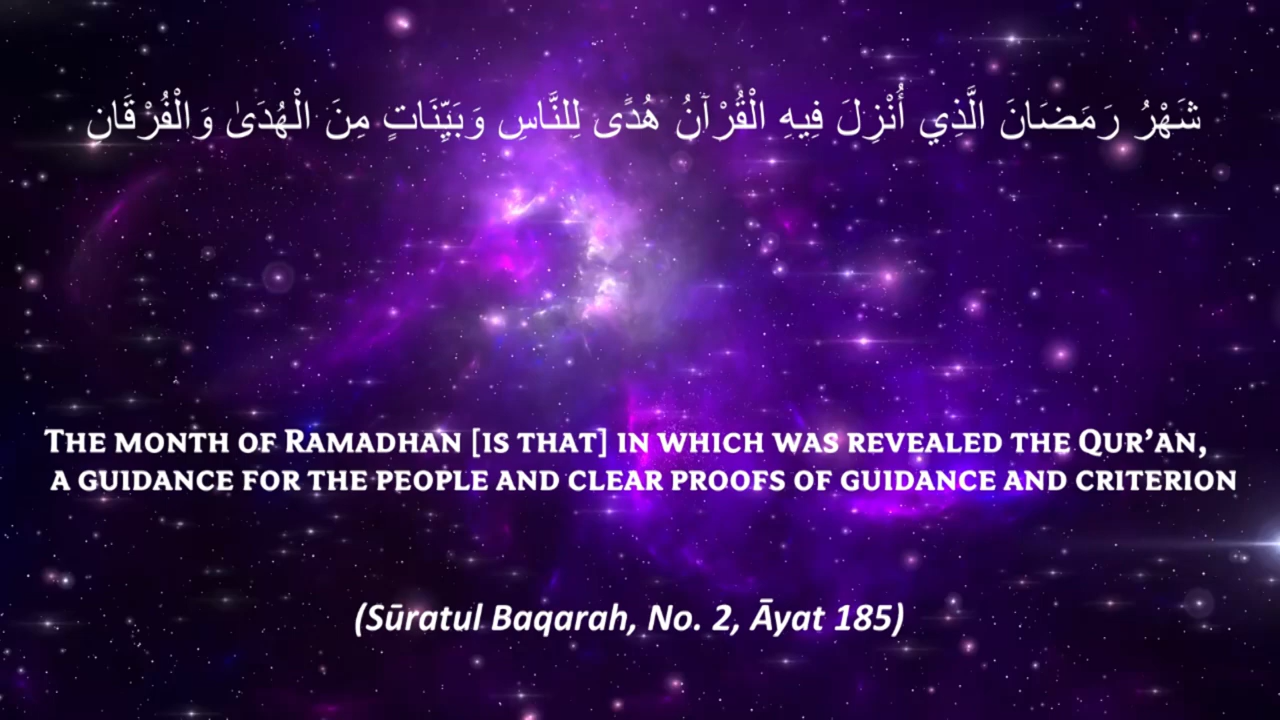 شَهْرُ رَمَضَانَ الَّذِي أُنْزِلَ فِيهِ الْقُرْآنُ هُدًى لِلنَّاسِ وَبَيِّنَاتٍ مِنَ الْهُدَىٰ وَالْفُرْقَانِ
The month of Ramadhan [is that] in which was revealed the Qur’an,
a guidance for the people and clear proofs of guidance and criterion
(Sūratul Baqarah, No. 2, Āyat 185)